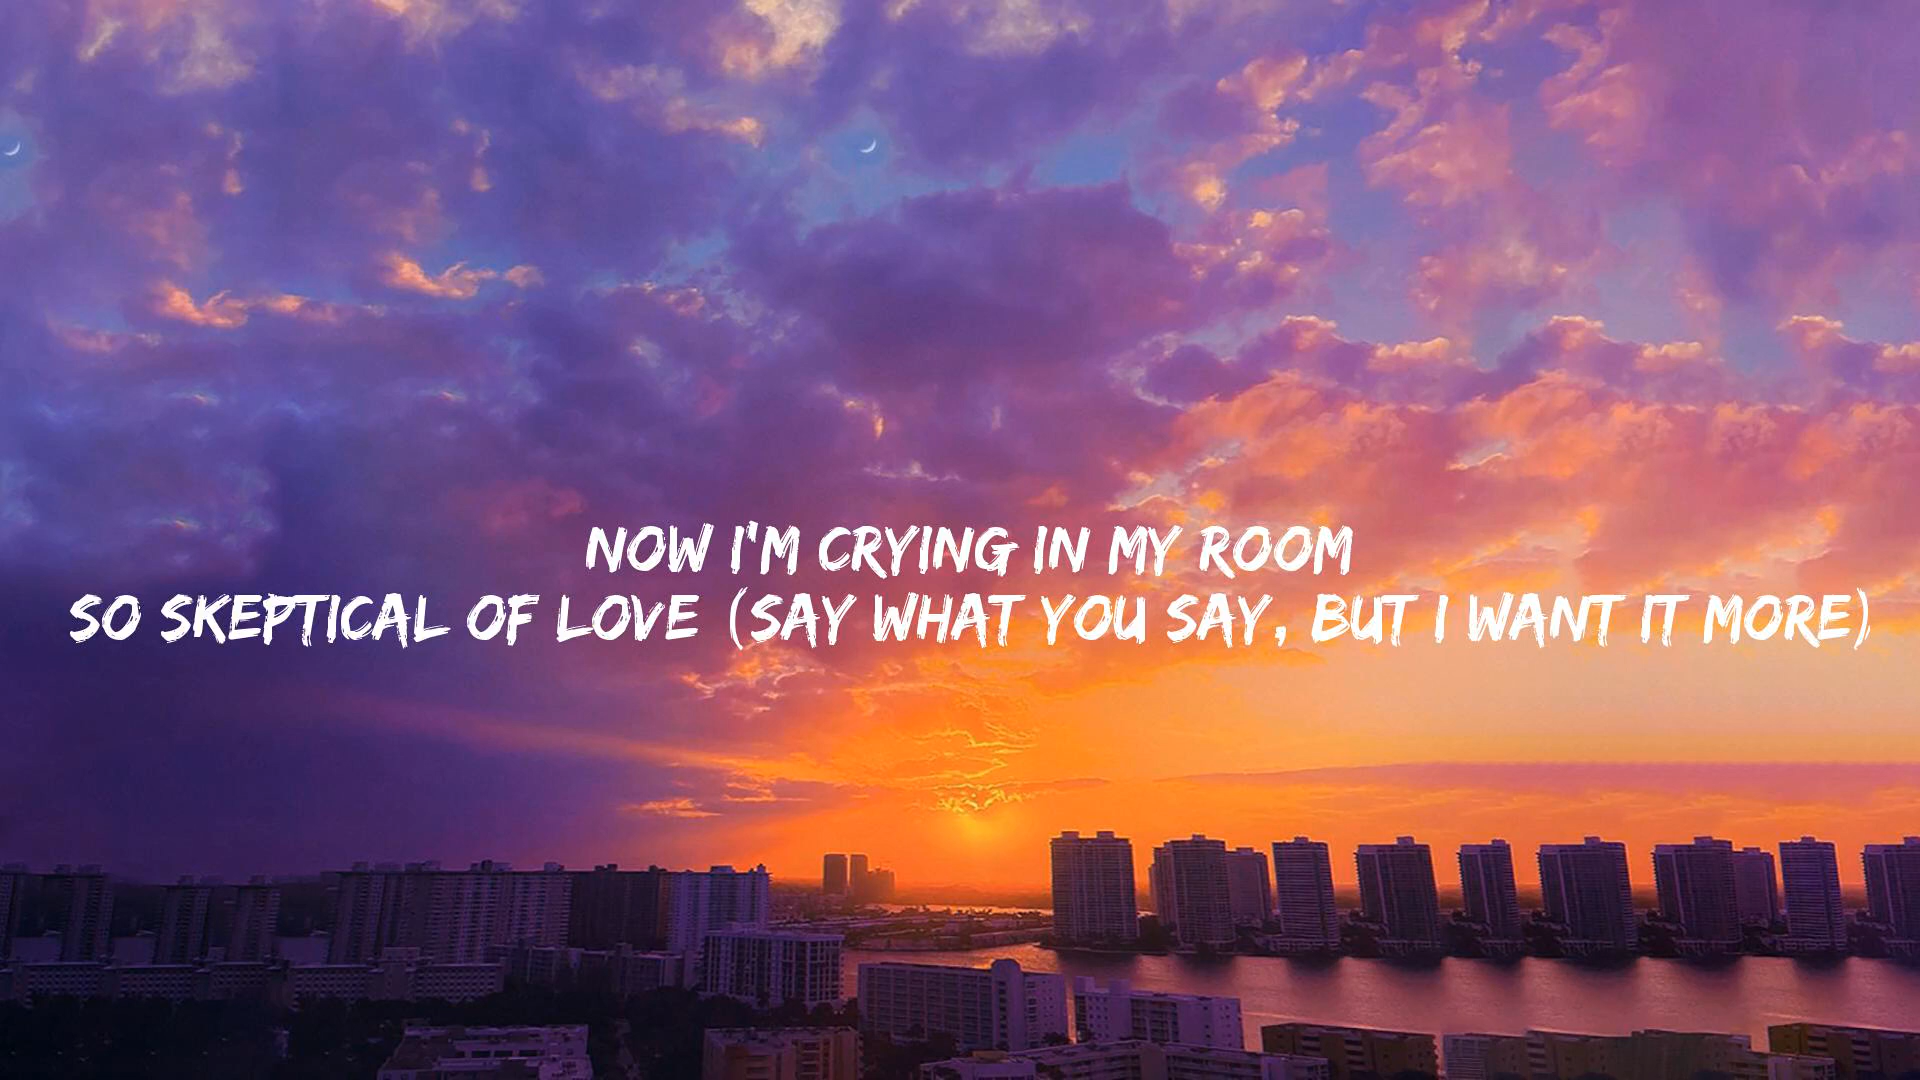 NOW I'M CRYING IN MY ROOM
SO SKEPTICAL OF LOVE (SAY WHAT YOU SAY, BUT I WANT IT MORE)